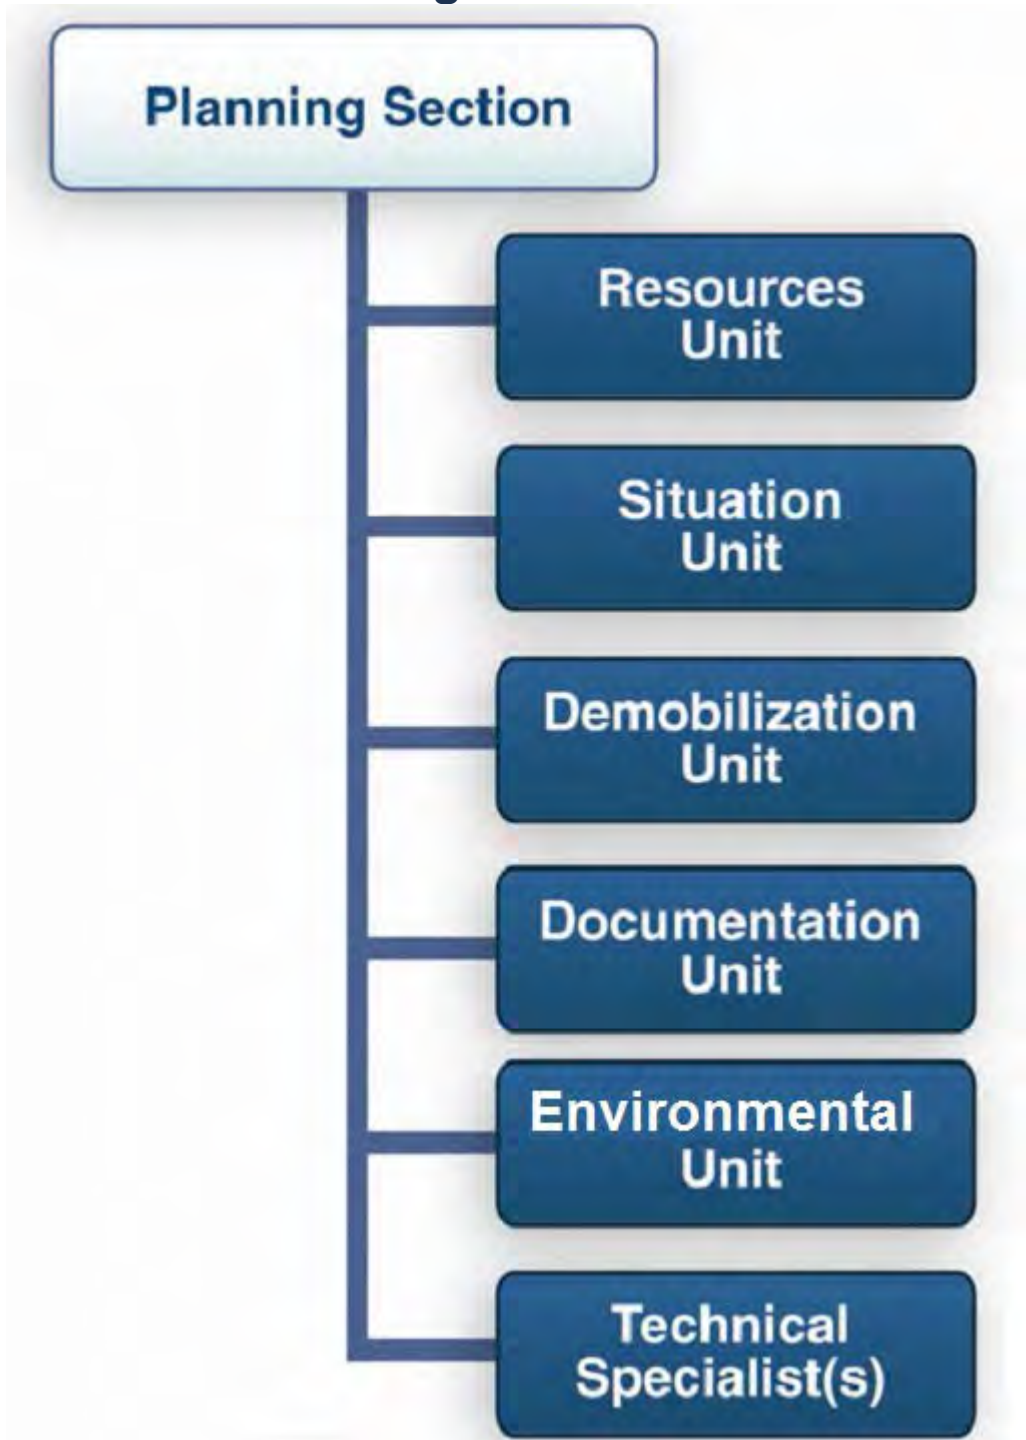 Planning Section
Resources
Unit
Situation
Unit
Demobilization
Unit
Documentation
Unit
Environmental
Unit
Technical
Specialist(s)